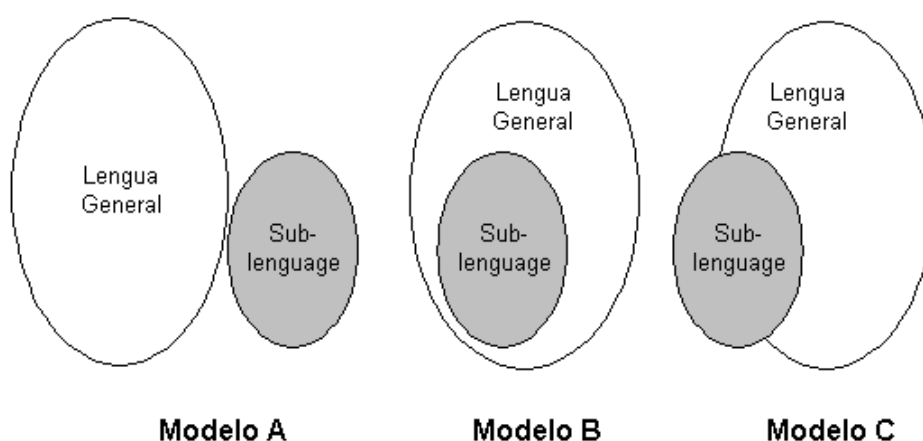 Lengua
General
Sub-
lenguage
Modelo A
Lengua
General
Sub-
lenguage
Modelo B
Lengua
General
Sub-
lenguage
Modelo C